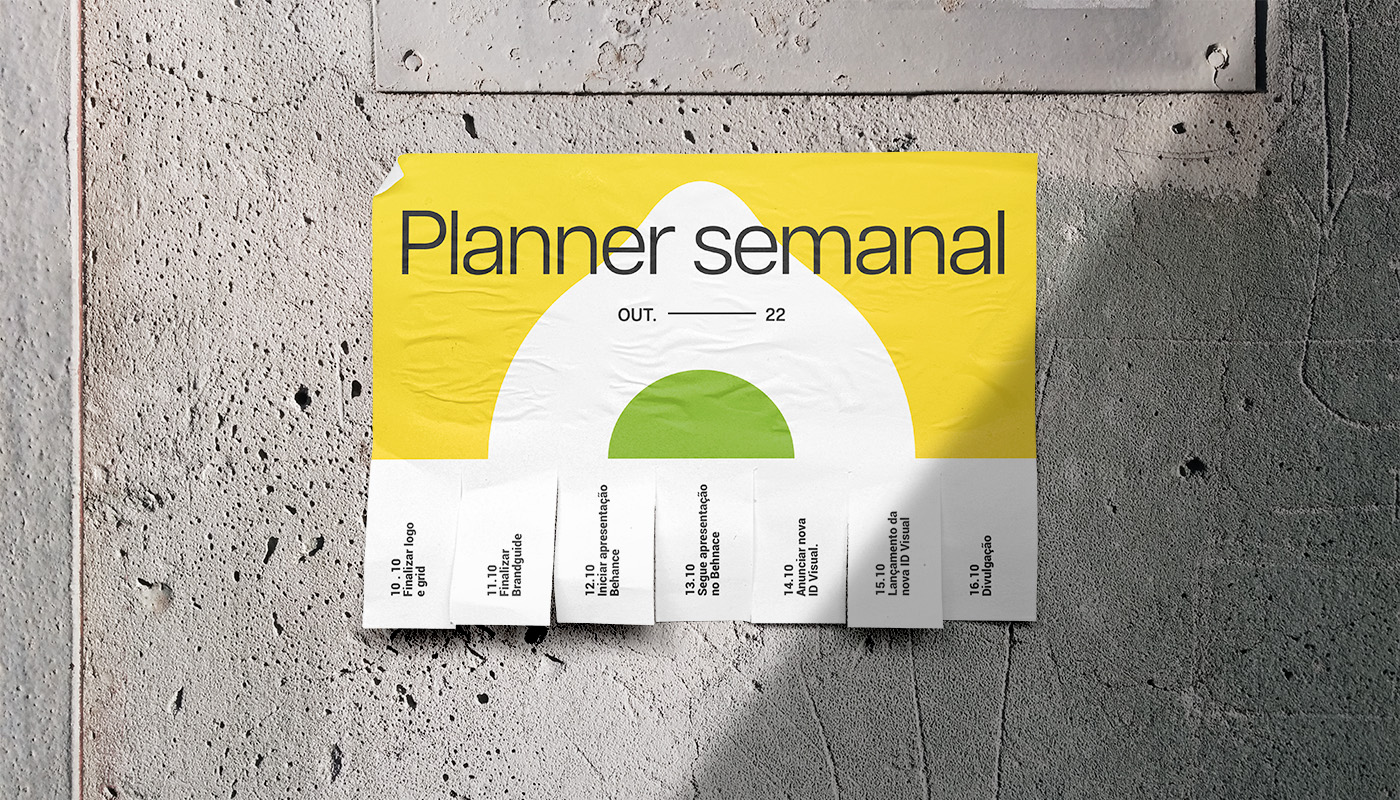 Planner semanal
OUT. 22
10 . 10
Finalizar logo
e grid
11.10
Finalizar
Brandguide
12.10
Iniciar apresentação
Behance
13.10
Segue apresentação
no Behnace
14.10
Anunciar nova
ID Visual.
15.10
Lançamento da
nova ID Visual
16.10
Divulgação